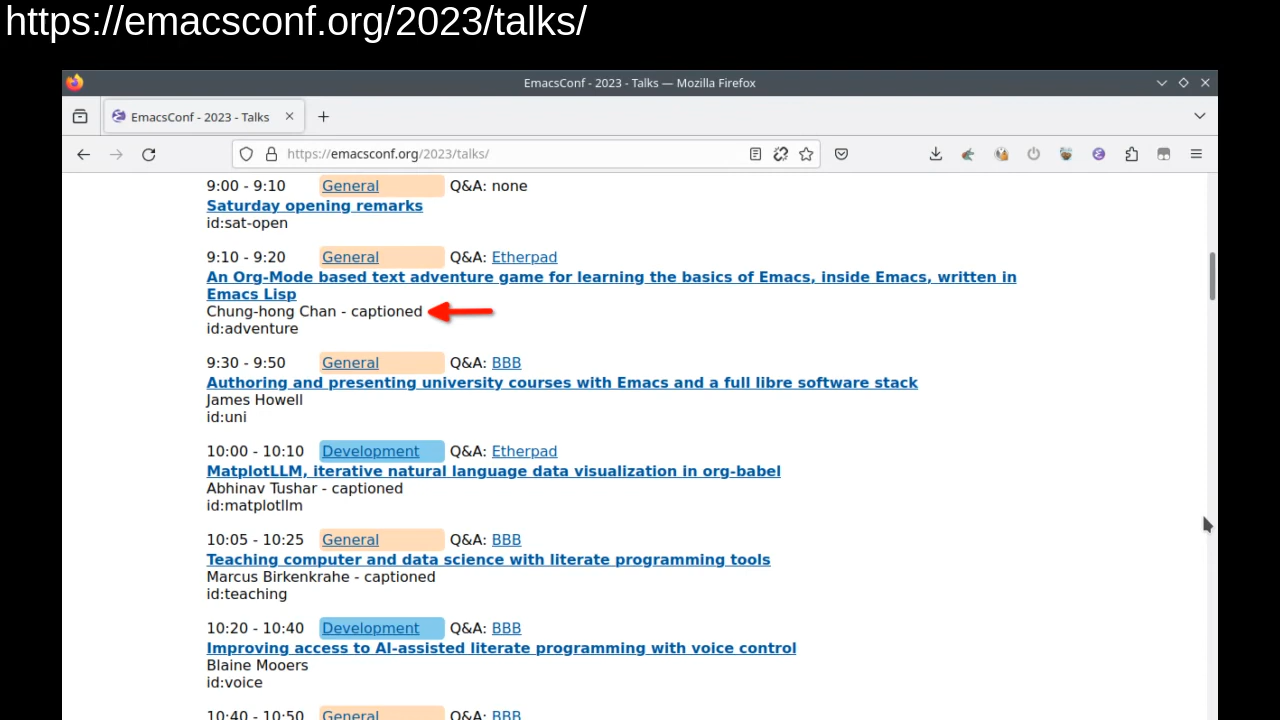 https://emacsconf.org/2023/talks/
EmacsConf - 2023 - Talks — Mozilla Firefox
EmacsConf - 2023 - Talks
https://emacsconf.org/2023/talks/
9:00 - 9:10 General Q&A: none
Saturday opening remarks
id:sat-open
9:10 - 9:20 General Q&A: Etherpad
An Org-Mode based text adventure game for learning the basics of Emacs, inside Emacs, written in
Emacs Lisp
Chung-hong Chan - captioned
id:adventure
9:30 - 9:50 General Q&A: BBB
Authoring and presenting university courses with Emacs and a full libre software stack
James Howell
id:uni
10:00 - 10:10 Development Q&A: Etherpad
MatplotLLM, iterative natural language data visualization in org-babel
Abhinav Tushar - captioned
id:matplotllm
10:05 - 10:25 General Q&A: BBB
Teaching computer and data science with literate programming tools
Marcus Birkenkrahe - captioned
id:teaching
10:20 - 10:40 Development Q&A: BBB
Improving access to AI-assisted literate programming with voice control
Blaine Mooers
id:voice
10:40 - 10:50 General Q&A: BBB